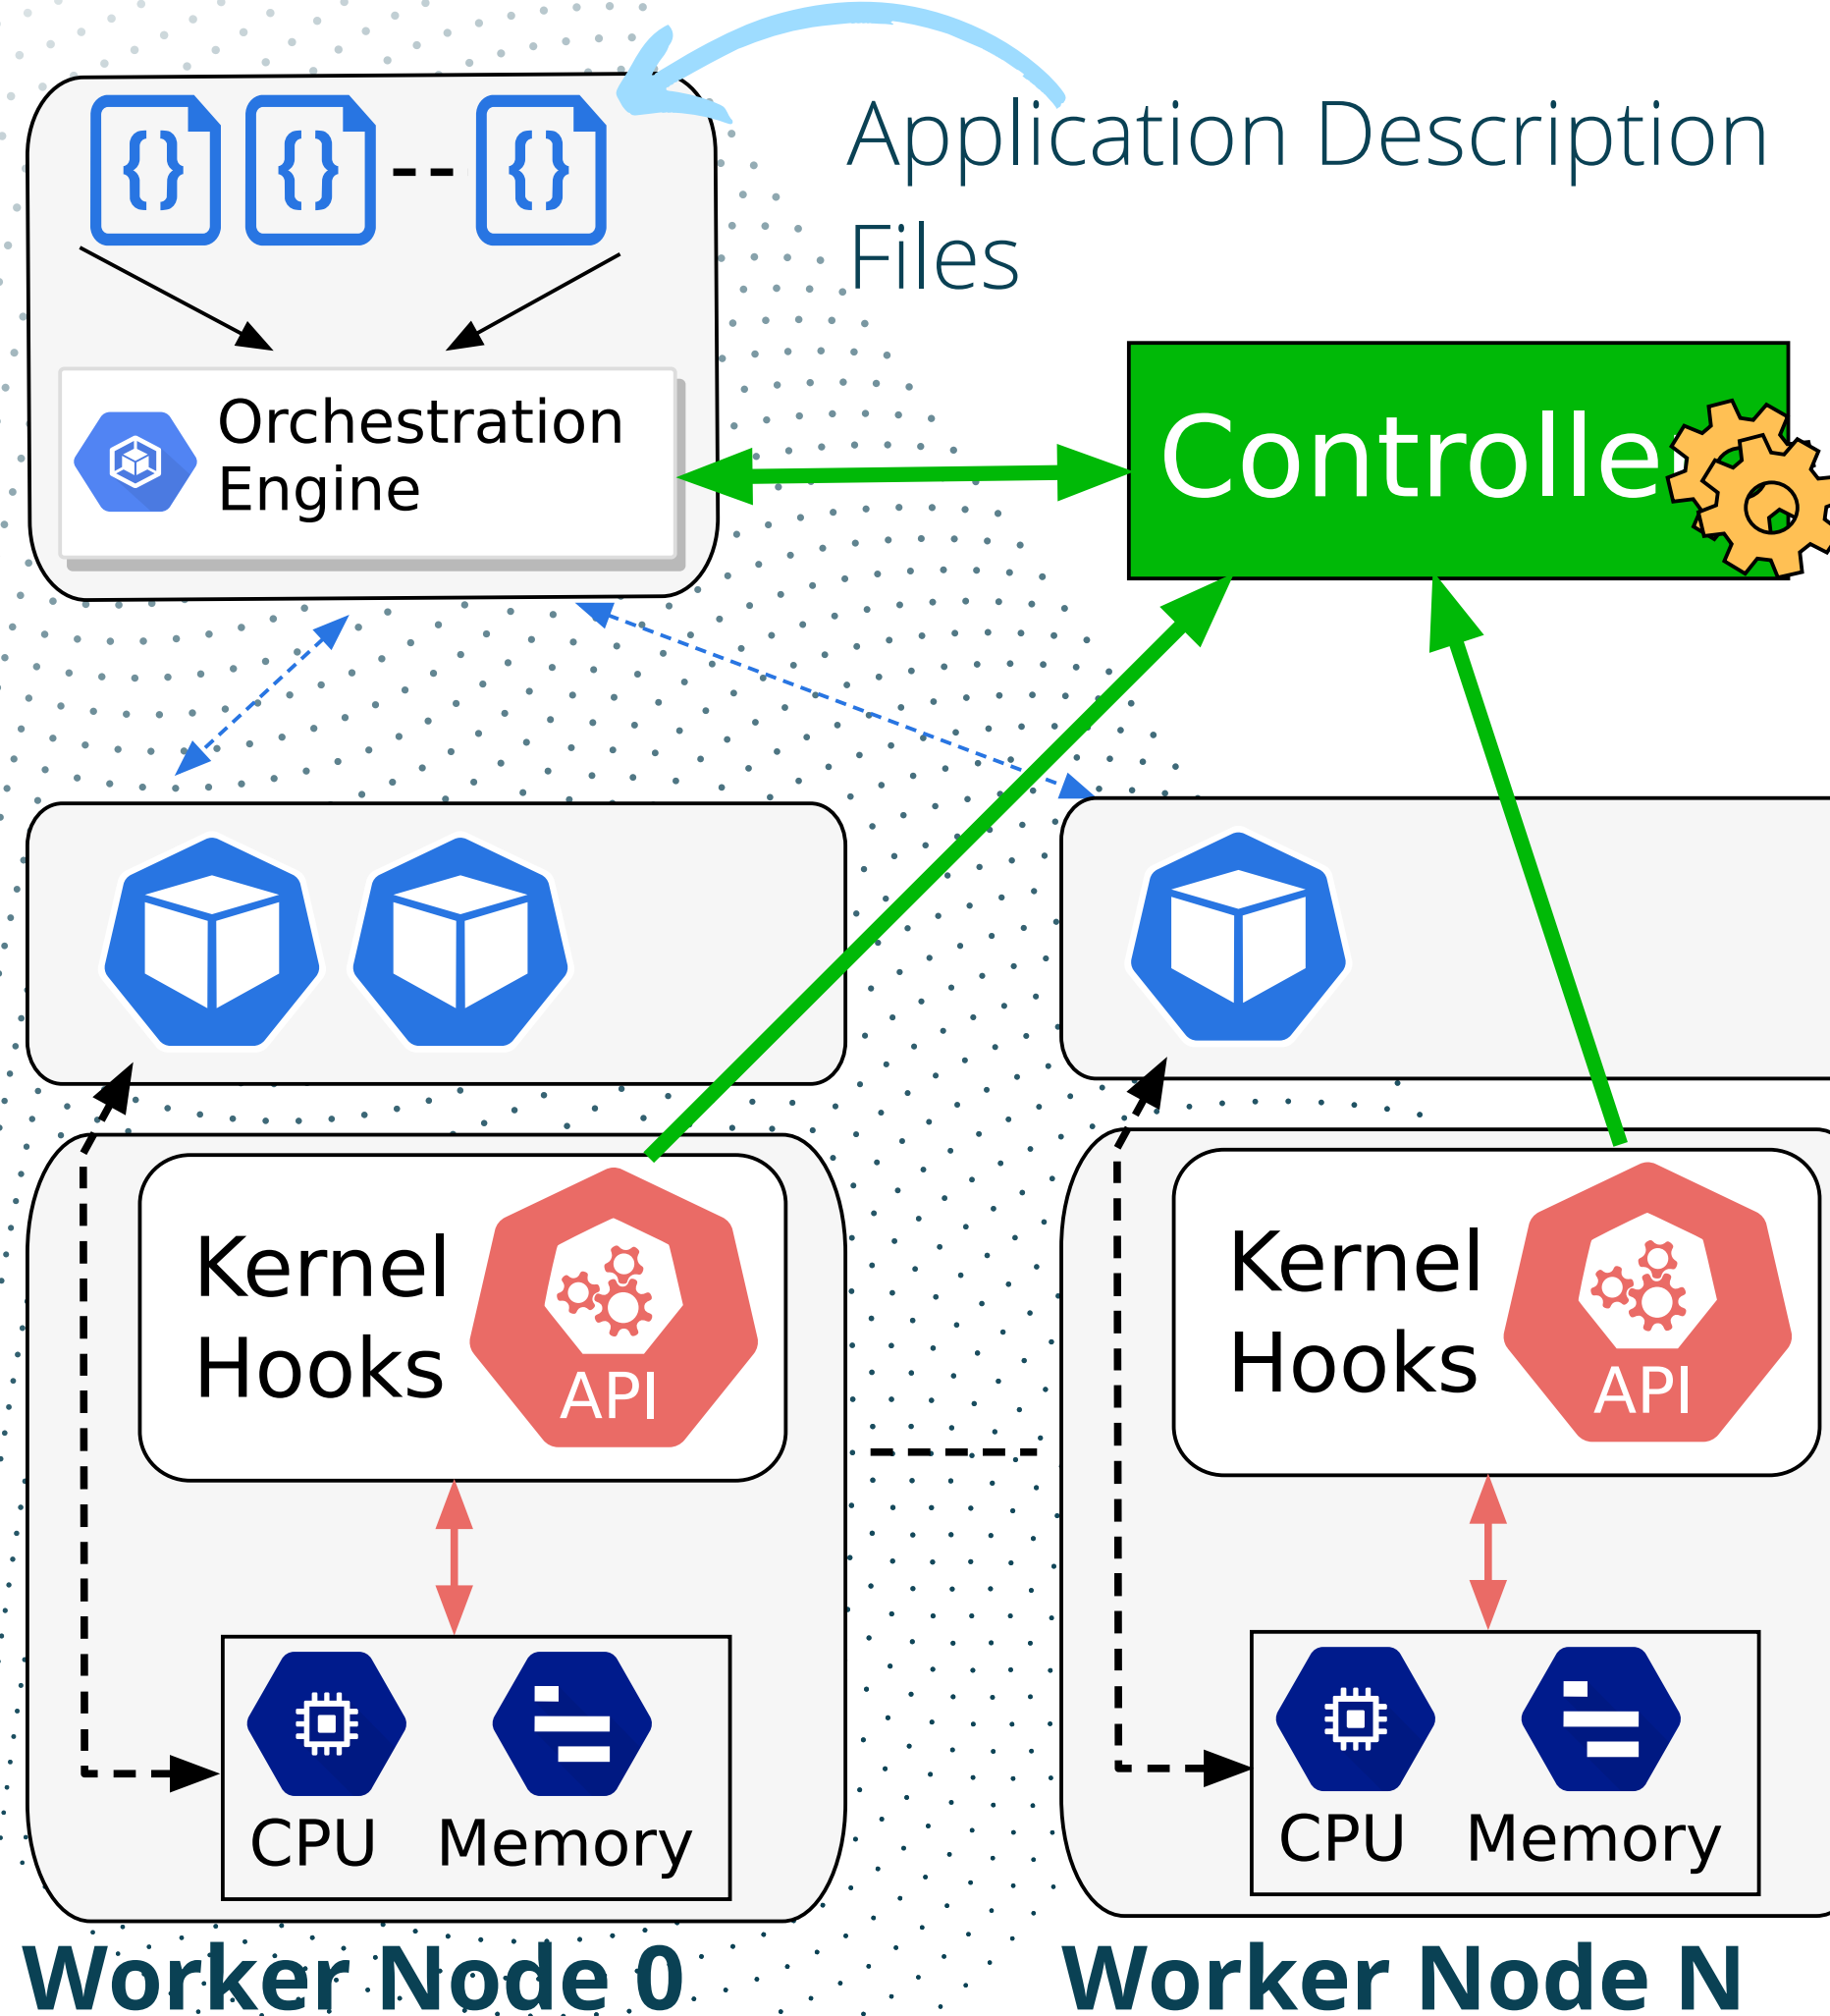 Application Description
Files
Orchestration
Engine
Controller
Kernel
Hooks
API
Kernel
Hooks
API
CPU Memory
CPU Memory
Worker Node 0
Worker Node N